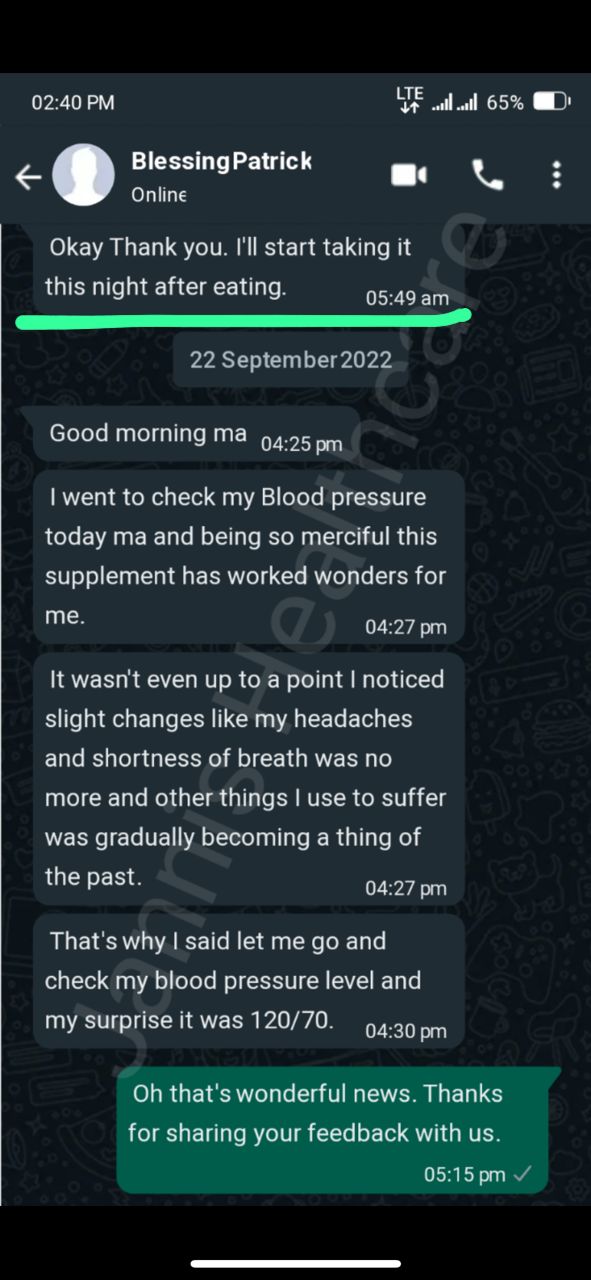 02:40 PM LTE 65%
BlessingPatrick
Online
Okay Thank you. I'll start taking it
this night after eating.
05:49 am
22 September 2022
Good morning ma 04:25 pm
I went to check my Blood pressure
today ma and being so merciful this
supplement has worked wonders for
me.
04:27 pm
It wasn't even up to a point I noticed
slight changes like my headaches
and shortness of breath was no
more and other things I use to suffer
was gradually becoming a thing of
the past.
04:27 pm
That's why I said let me go and
check my blood pressure level and
my surprise it was 120/70.
04:30 pm
Oh that's wonderful news. Thanks
for sharing your feedback with us.
05:15 pm
Jannis Healthcare